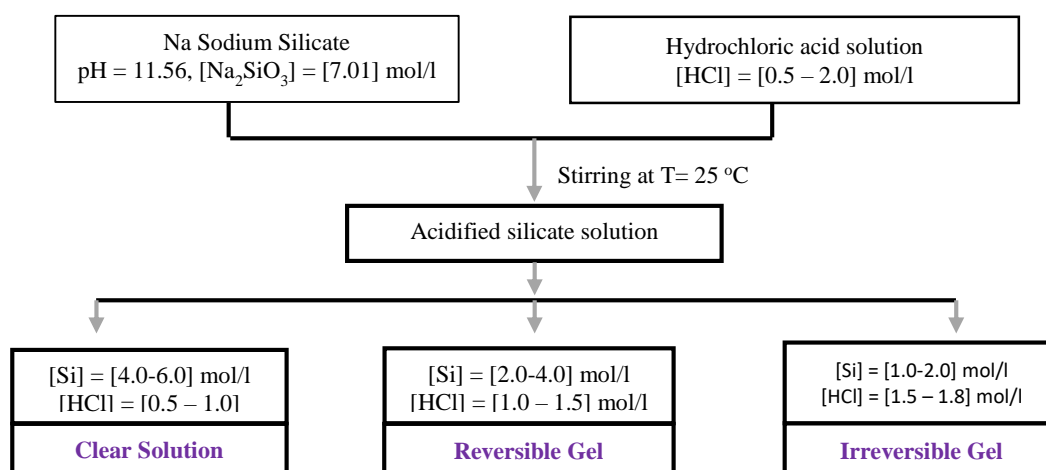 Na Sodium Silicate
pH = 11.56, [Na₂SiO₃] = [7.01] mol/l
Hydrochloric acid solution
[HCl] = [0.5 – 2.0] mol/l
Stirring at T= 25 °C
Acidified silicate solution
[Si] = [4.0-6.0] mol/l
[HCl] = [0.5 – 1.0]
Clear Solution
[Si] = [2.0-4.0] mol/l
[HCl] = [1.0 – 1.5] mol/l
Reversible Gel
[Si] = [1.0-2.0] mol/l
[HCl] = [1.5 – 1.8] mol/l
Irreversible Gel